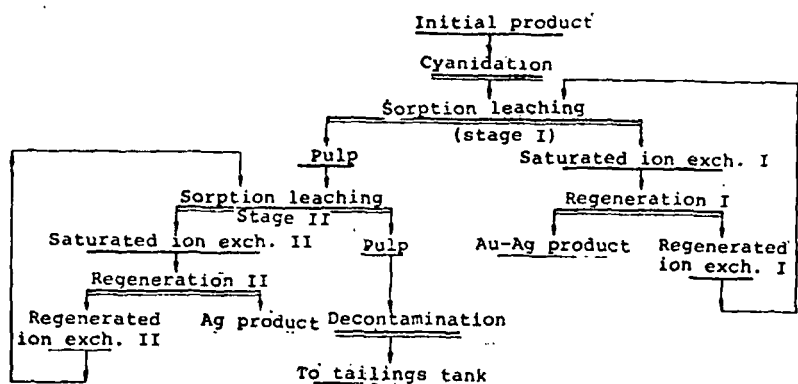 Initial product
Cyanidation
Sorption leaching
(stage I)
Pulp
Saturated ion exch. I
Sorption leaching
Stage II
Regeneration I
Saturated ion exch. II
Pulp
Au-Ag product
Regenerated
ion exch. I
Regeneration II
Regenerated
ion exch. II
Ag product
Decontamination
To tailings tank